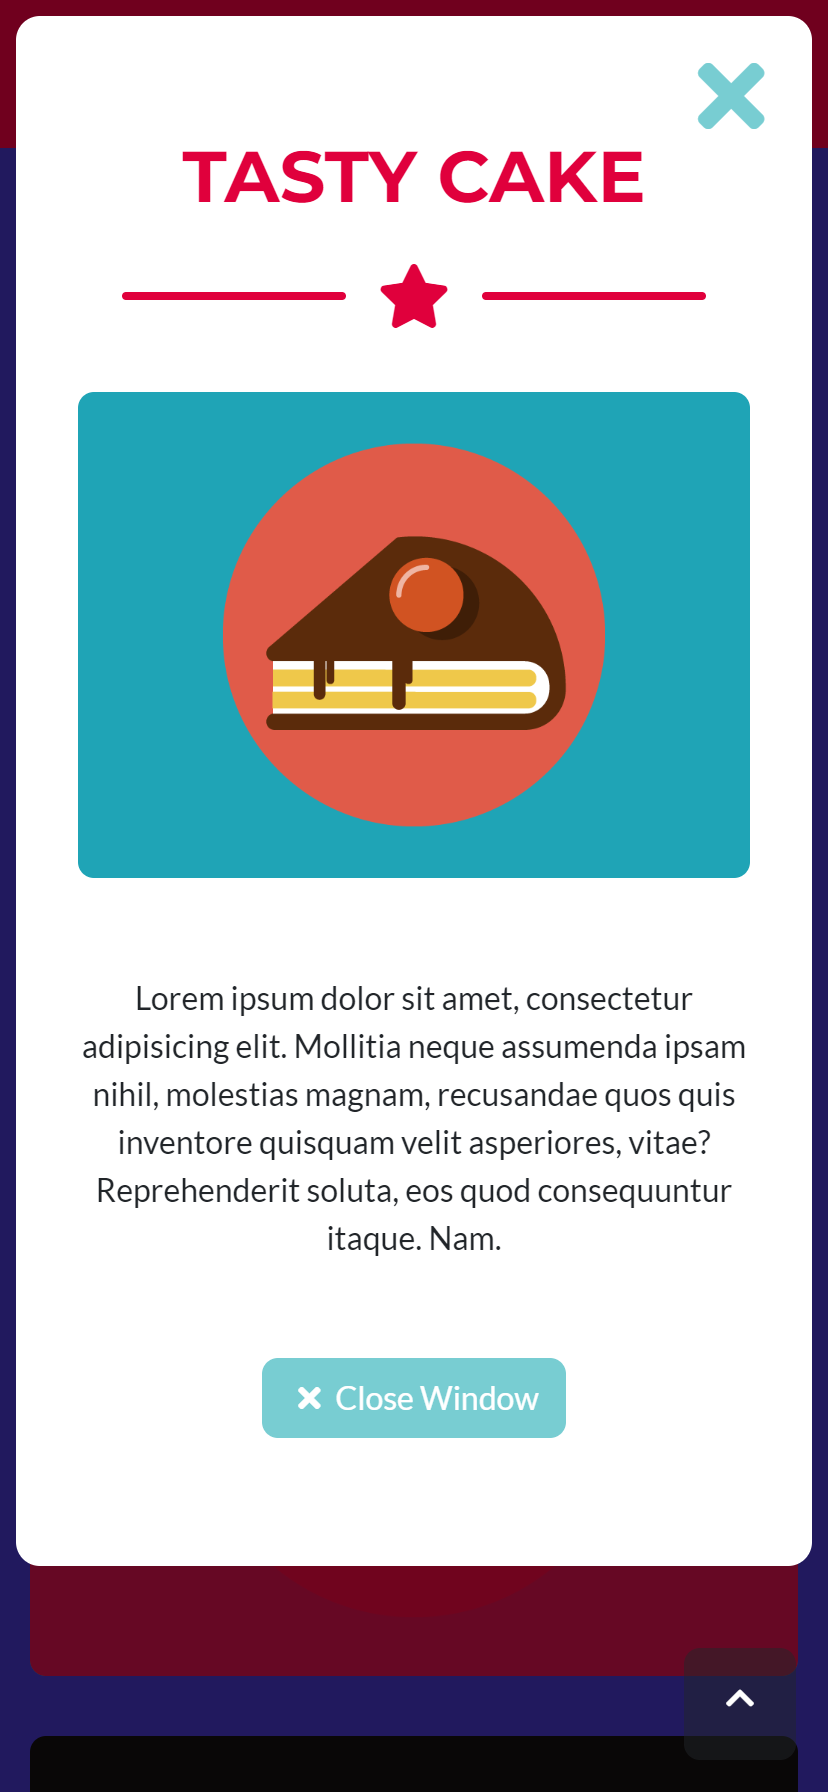 TASTY CAKE
Lorem ipsum dolor sit amet, consectetur
adipisicing elit. Mollitia neque assumenda ipsam
nihil, molestias magnam, recusandae quos quis
inventore quisquam velit asperiores, vitae?
Reprehenderit soluta, eos quod consequuntur
itaque. Nam.
Close Window